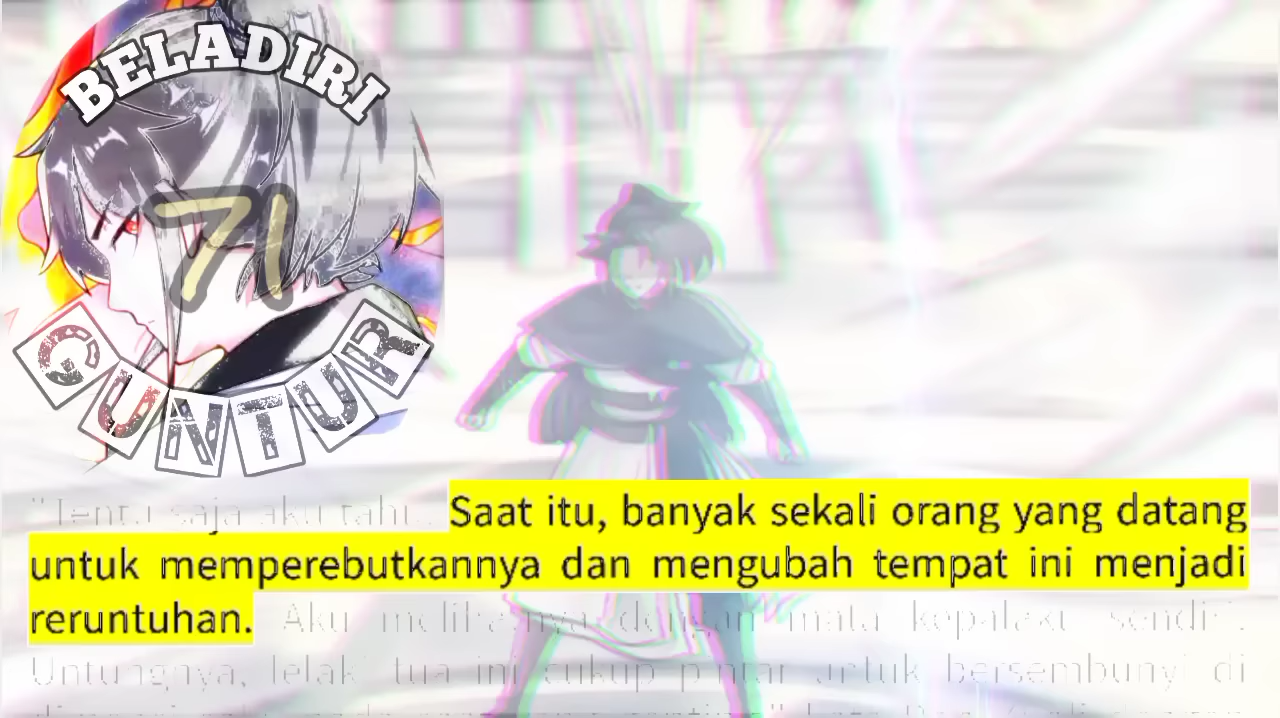 BELADIRI
71
GUNTUR
"Tentu saja aku tahu. Saat itu, banyak sekali orang yang datang
untuk memperebutkannya dan mengubah tempat ini menjadi
reruntuhan. Aku melihatnya dengan mata kepalaku sendiri.
Untungnya, lelaki tua ini cukup pintar untuk bersembunyi di